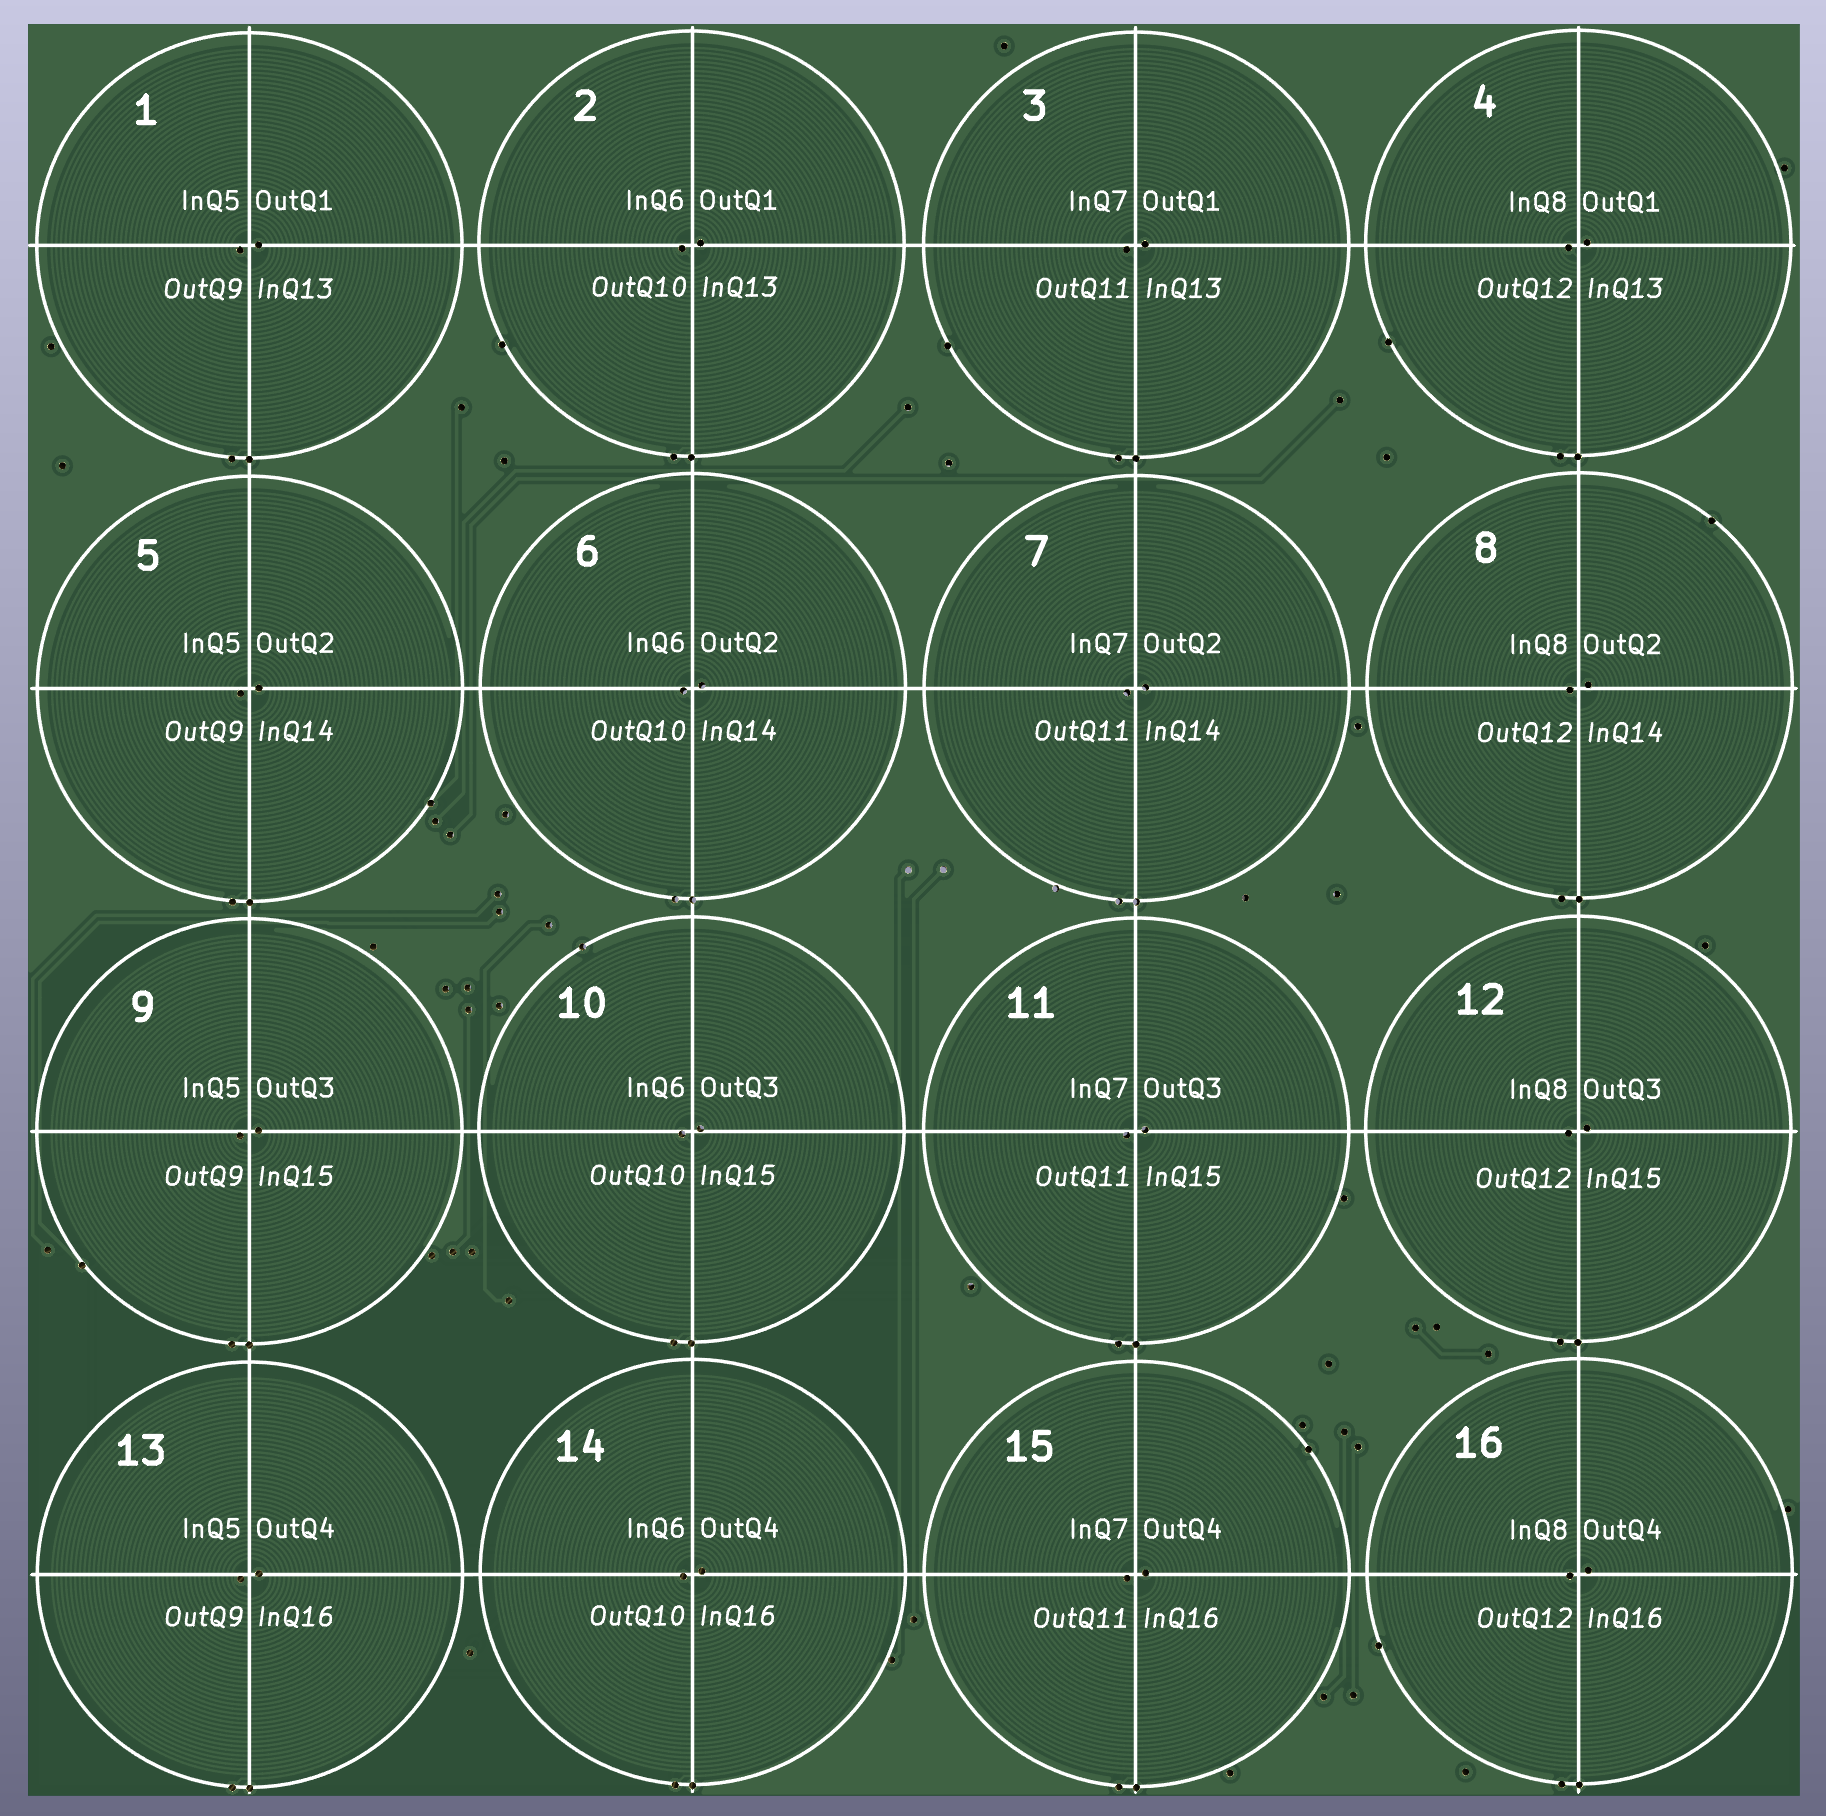 1 2 3 4
InQ5 OutQ1 InQ6 OutQ1 InQ7 OutQ1 InQ8 OutQ1
OutQ9 InQ13 OutQ10 InQ13 OutQ11 InQ13 OutQ12 InQ13
5 6 7 8
InQ5 OutQ2 InQ6 OutQ2 InQ7 OutQ2 InQ8 OutQ2
OutQ9 InQ14 OutQ10 InQ14 OutQ11 InQ14 OutQ12 InQ14
9 10 11 12
InQ5 OutQ3 InQ6 OutQ3 InQ7 OutQ3 InQ8 OutQ3
OutQ9 InQ15 OutQ10 InQ15 OutQ11 InQ15 OutQ12 InQ15
13 14 15 16
InQ5 OutQ4 InQ6 OutQ4 InQ7 OutQ4 InQ8 OutQ4
OutQ9 InQ16 OutQ10 InQ16 OutQ11 InQ16 OutQ12 InQ16